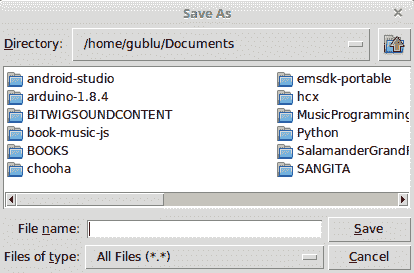 Save As
Directory: /home/gublu/Documents
android-studio
arduino-1.8.4
BITWIGSOUNDCONTENT
book-music-js
BOOKS
chooha
emsdk-portable
hcx
MusicProgramming
Python
SalamanderGrand
SANGITA
File name: Save
Files of type: All Files (*.*) Cancel